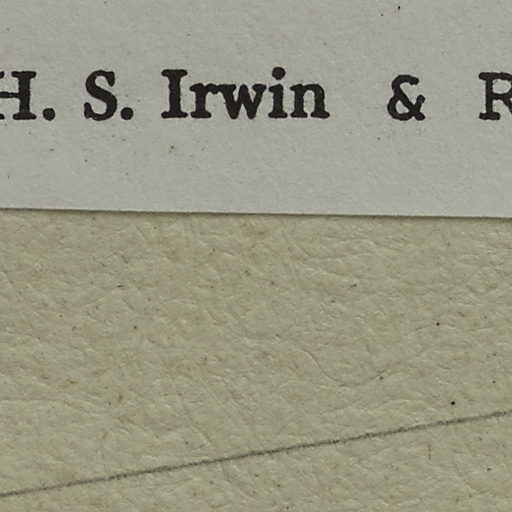 H. S. Irwin & R